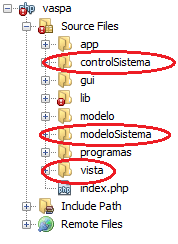 vaspa
Source Files
app
controlSistema
gui
lib
modelo
modeloSistema
programas
vista
index.php
Include Path
Remote Files